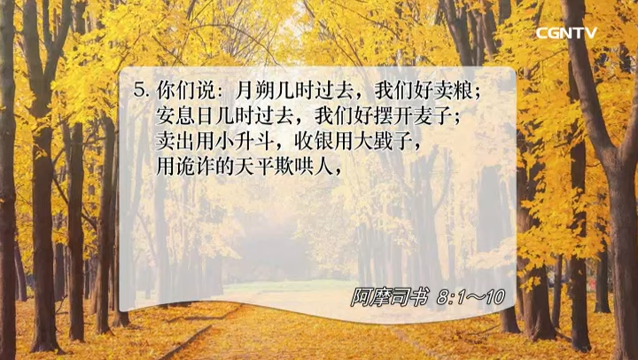 CGNTV
5. 你们说：月朔几时过去，我们好卖粮；
安息日几时过去，我们好摆开麦子；
卖出用小升斗，收银用大戥子，
用诡诈的天平欺哄人，
阿摩司书 8:1～10